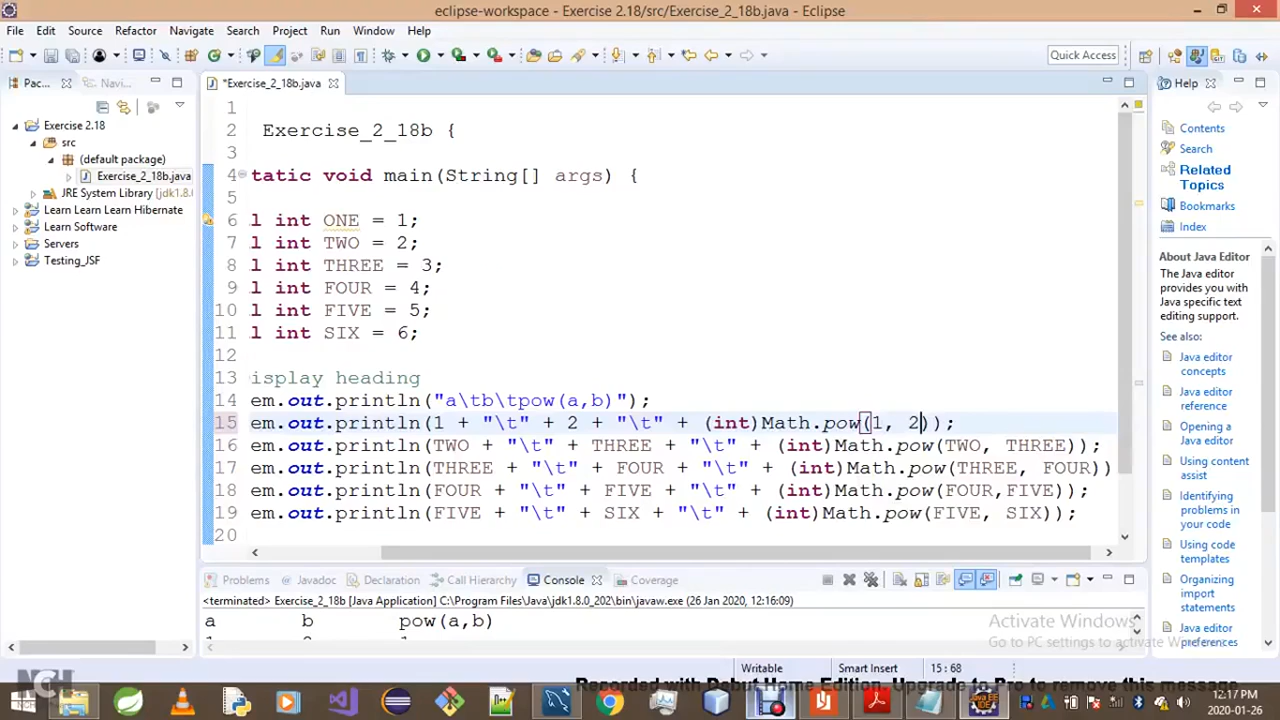 eclipse-workspace - Exercise 2.18/src/Exercise_2_18b.java - Eclipse
File Edit Source Refactor Navigate Search Project Run Window Help
Quick Access
Pac...
Navi...
*Exercise_2_18b.java
Help
Exercise 2.18
src
(default package)
Exercise_2_18b.java
JRE System Library [jdk1.8.0
Learn Learn Learn Hibernate
Learn Software
Servers
Testing_JSF
1
2 Exercise_2_18b {
3
4 tatic void main(String[] args) {
5
6 l int ONE = 1;
7 l int TWO = 2;
8 l int THREE = 3;
9 l int FOUR = 4;
10 l int FIVE = 5;
11 l int SIX = 6;
12
13 isplay heading
14 em.out.println("a\tb\tpow(a,b)");
15 em.out.println(1 + "\t" + 2 + "\t" + (int)Math.pow(1, 2));
16 em.out.println(TWO + "\t" + THREE + "\t" + (int)Math.pow(TWO, THREE));
17 em.out.println(THREE + "\t" + FOUR + "\t" + (int)Math.pow(THREE, FOUR))
18 em.out.println(FOUR + "\t" + FIVE + "\t" + (int)Math.pow(FOUR,FIVE));
19 em.out.println(FIVE + "\t" + SIX + "\t" + (int)Math.pow(FIVE, SIX));
20
Contents
Search
Related
Topics
Bookmarks
Index
About Java Editor
The Java editor
provides you with
Java specific text
editing support.
See also:
Java editor
concepts
Java editor
reference
Opening a
Java editor
Using content
assist
Identifying
problems in
your code
Using code
templates
Organizing
import
statements
Java editor
preferences
Problems Javadoc Declaration Call Hierarchy Console Coverage
<terminated> Exercise_2_18b [Java Application] C:\Program Files\Java\jdk1.8.0_202\bin\javaw.exe (26 Jan 2020, 12:16:09)
a b pow(a,b)
Activate Windows
Go to PC settings to activate Windows.
Writable
Smart Insert
15 : 68
NCH
Recorded with Debut Home Edition. Upgrade to Pro to remove this message
12:17 PM
2020-01-26